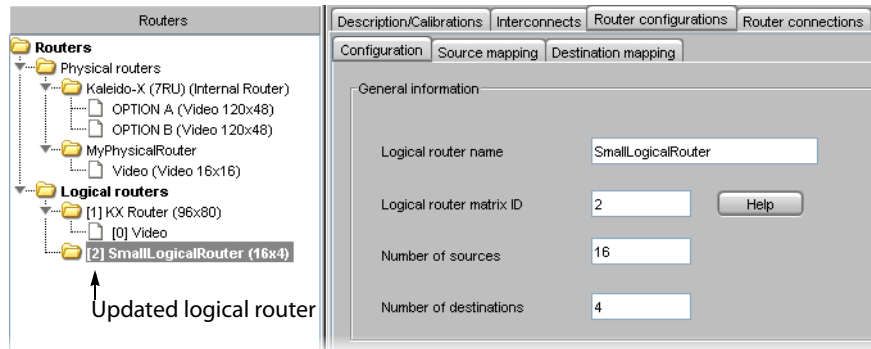 Routers
Routers
Physical routers
Kaleido-X (7RU) (Internal Router)
OPTION A (Video 120x48)
OPTION B (Video 120x48)
MyPhysicalRouter
Video (Video 16x16)
Logical routers
[1] KX Router (96x80)
[0] Video
[2] SmallLogicalRouter (16x4)
Updated logical router
Description/Calibrations Interconnects Router configurations Router connections
Configuration Source mapping Destination mapping
General information
Logical router name SmallLogicalRouter
Logical router matrix ID 2 Help
Number of sources 16
Number of destinations 4